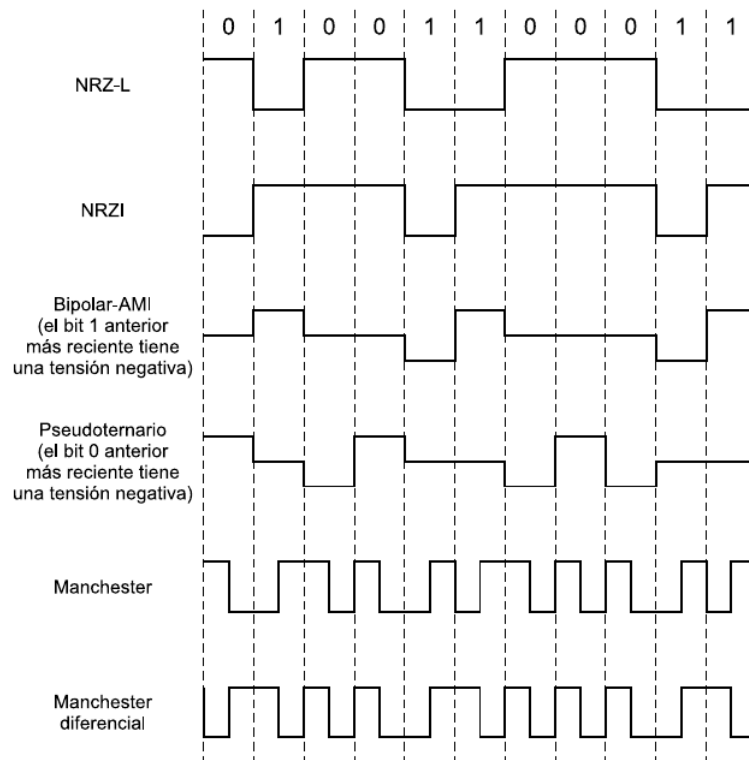 0 1 0 0 1 1 0 0 0 1 1
NRZ-L
NRZI
Bipolar-AMI
(el bit 1 anterior
más reciente tiene
una tensión negativa)
Pseudoternario
(el bit 0 anterior
más reciente tiene
una tensión negativa)
Manchester
Manchester
diferencial